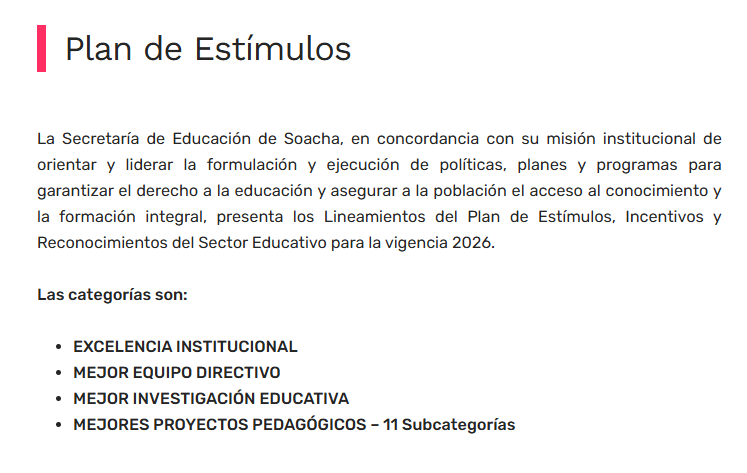 Plan de Estímulos
La Secretaría de Educación de Soacha, en concordancia con su misión institucional de
orientar y liderar la formulación y ejecución de políticas, planes y programas para
garantizar el derecho a la educación y asegurar a la población el acceso al conocimiento y
la formación integral, presenta los Lineamientos del Plan de Estímulos, Incentivos y
Reconocimientos del Sector Educativo para la vigencia 2026.
Las categorías son:
• EXCELENCIA INSTITUCIONAL
• MEJOR EQUIPO DIRECTIVO
• MEJOR INVESTIGACIÓN EDUCATIVA
• MEJORES PROYECTOS PEDAGÓGICOS – 11 Subcategorías